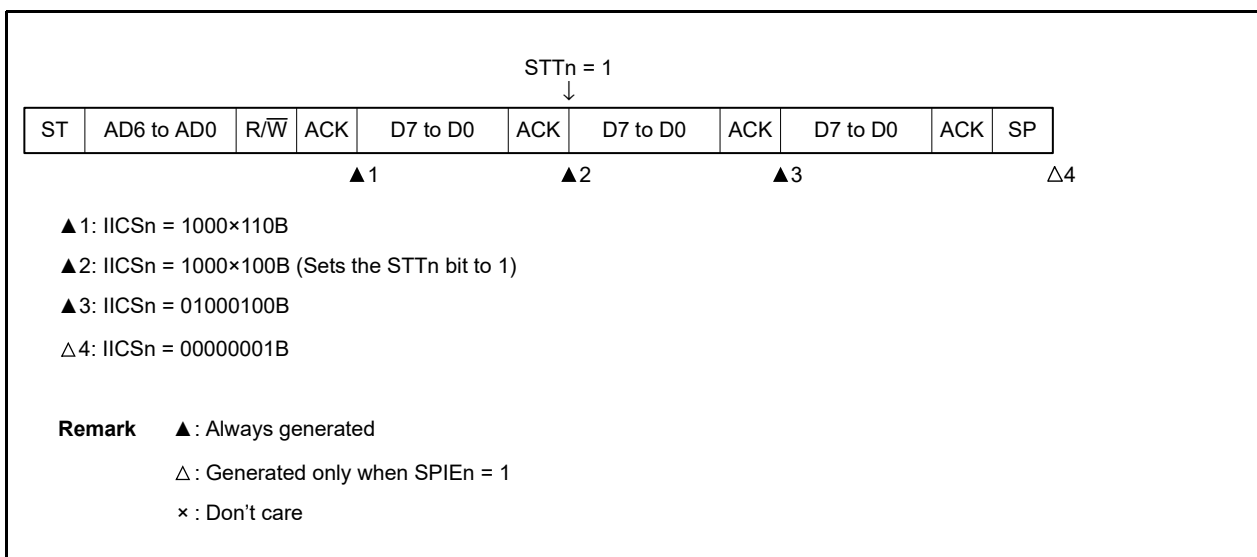 STTn = 1
↓
ST AD6 to AD0 R/W̅ ACK D7 to D0 ACK D7 to D0 ACK D7 to D0 ACK SP
▲1 ▲2 ▲3 △4
▲1: IICSn = 1000×110B
▲2: IICSn = 1000×100B (Sets the STTn bit to 1)
▲3: IICSn = 01000100B
△4: IICSn = 00000001B
Remark ▲: Always generated
△: Generated only when SPIEn = 1
× : Don't care